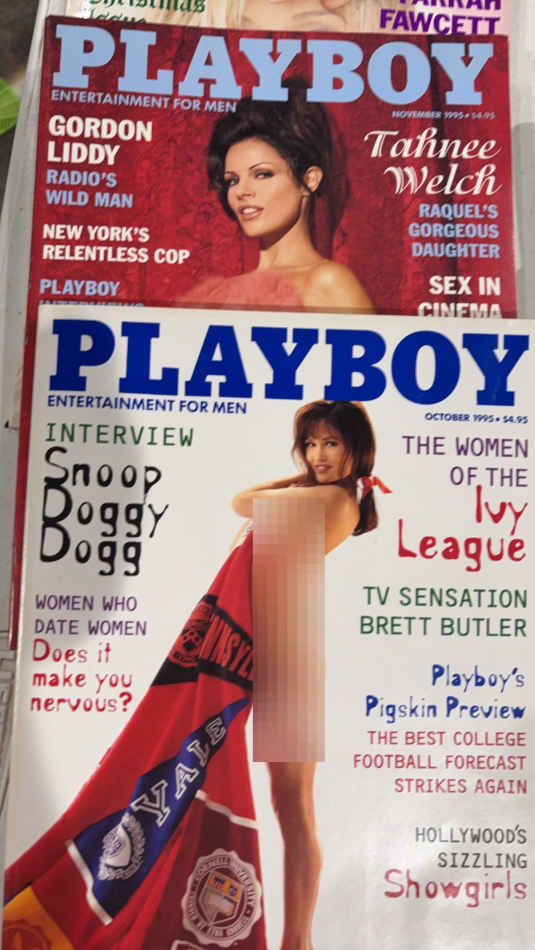 Christmas
FARRAH
FAWCETT
PLAYBOY
ENTERTAINMENT FOR MEN
NOVEMBER 1995 • $4.95
GORDON
LIDDY
RADIO'S
WILD MAN
NEW YORK'S
RELENTLESS COP
PLAYBOY
Tahnee
Welch
RAQUEL'S
GORGEOUS
DAUGHTER
SEX IN
CINEMA
PLAYBOY
ENTERTAINMENT FOR MEN
OCTOBER 1995 • $4.95
INTERVIEW
Snoop
Doggy
Dogg
WOMEN WHO
DATE WOMEN
Does it
make you
nervous?
THE WOMEN
OF THE
Ivy
League
TV SENSATION
BRETT BUTLER
Playboy's
Pigskin Preview
THE BEST COLLEGE
FOOTBALL FORECAST
STRIKES AGAIN
HOLLYWOOD'S
SIZZLING
Showgirls
YALE